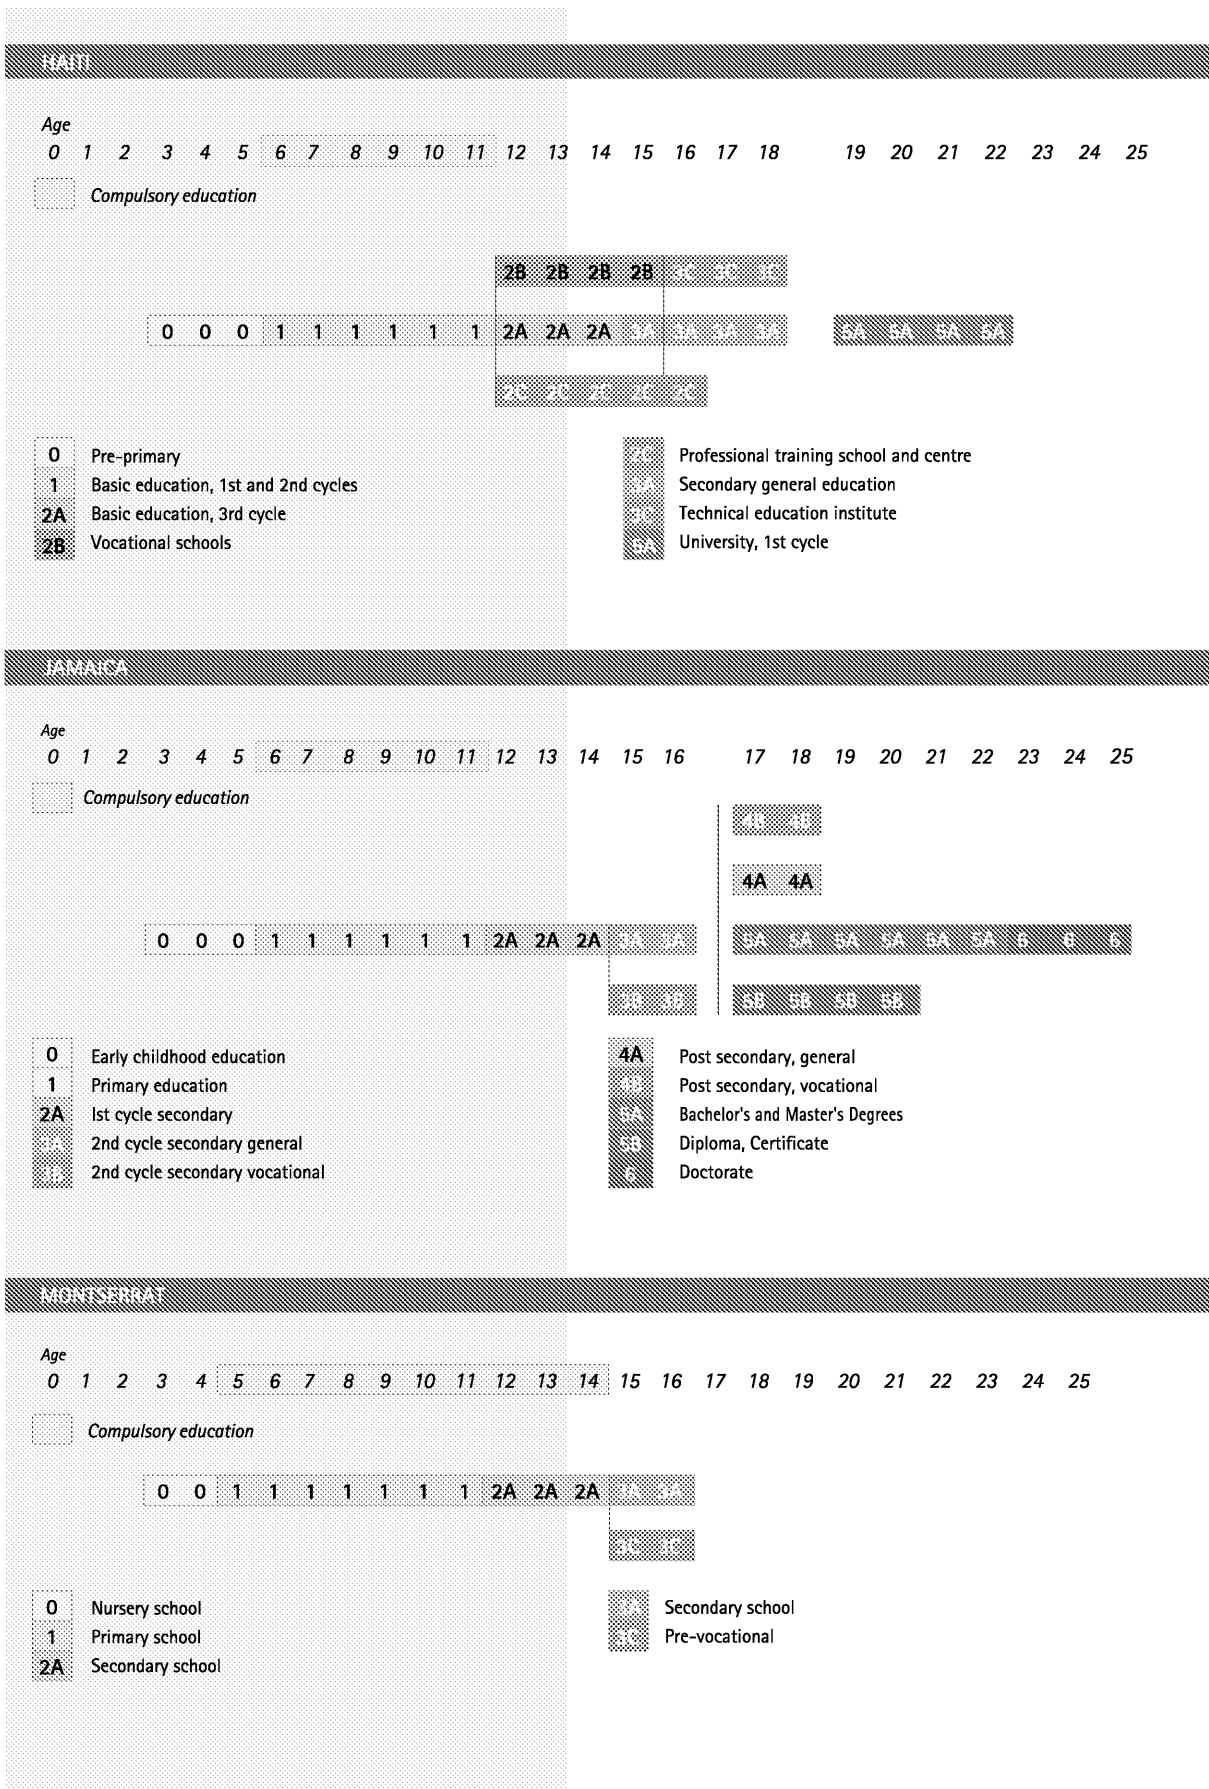 HAITI
Age
0 1 2 3 4 5 6 7 8 9 10 11 12 13 14 15 16 17 18 19 20 21 22 23 24 25
Compulsory education
2B 2B 2B 2B 3C 3C 3C
0 0 0 1 1 1 1 1 1 2A 2A 2A 3A 3A 3A 3A 5A 5A 5A 5A
2C 2C 2C 2C 2C
0 Pre-primary
1 Basic education, 1st and 2nd cycles
2A Basic education, 3rd cycle
2B Vocational schools
2C Professional training school and centre
3A Secondary general education
3C Technical education institute
5A University, 1st cycle
JAMAICA
Age
0 1 2 3 4 5 6 7 8 9 10 11 12 13 14 15 16 17 18 19 20 21 22 23 24 25
Compulsory education
4B 4B
4A 4A
0 0 0 1 1 1 1 1 1 2A 2A 2A 3A 3A 5A 5A 5A 5A 5A 5A 6 6 6
3B 3B 5B 5B 5B 5B
0 Early childhood education
1 Primary education
2A Ist cycle secondary
3A 2nd cycle secondary general
3B 2nd cycle secondary vocational
4A Post secondary, general
4B Post secondary, vocational
5A Bachelor's and Master's Degrees
5B Diploma, Certificate
6 Doctorate
MONTSERRAT
Age
0 1 2 3 4 5 6 7 8 9 10 11 12 13 14 15 16 17 18 19 20 21 22 23 24 25
Compulsory education
0 0 1 1 1 1 1 1 1 2A 2A 2A 3A 3A
3C 3C
0 Nursery school
1 Primary school
2A Secondary school
3A Secondary school
3C Pre-vocational